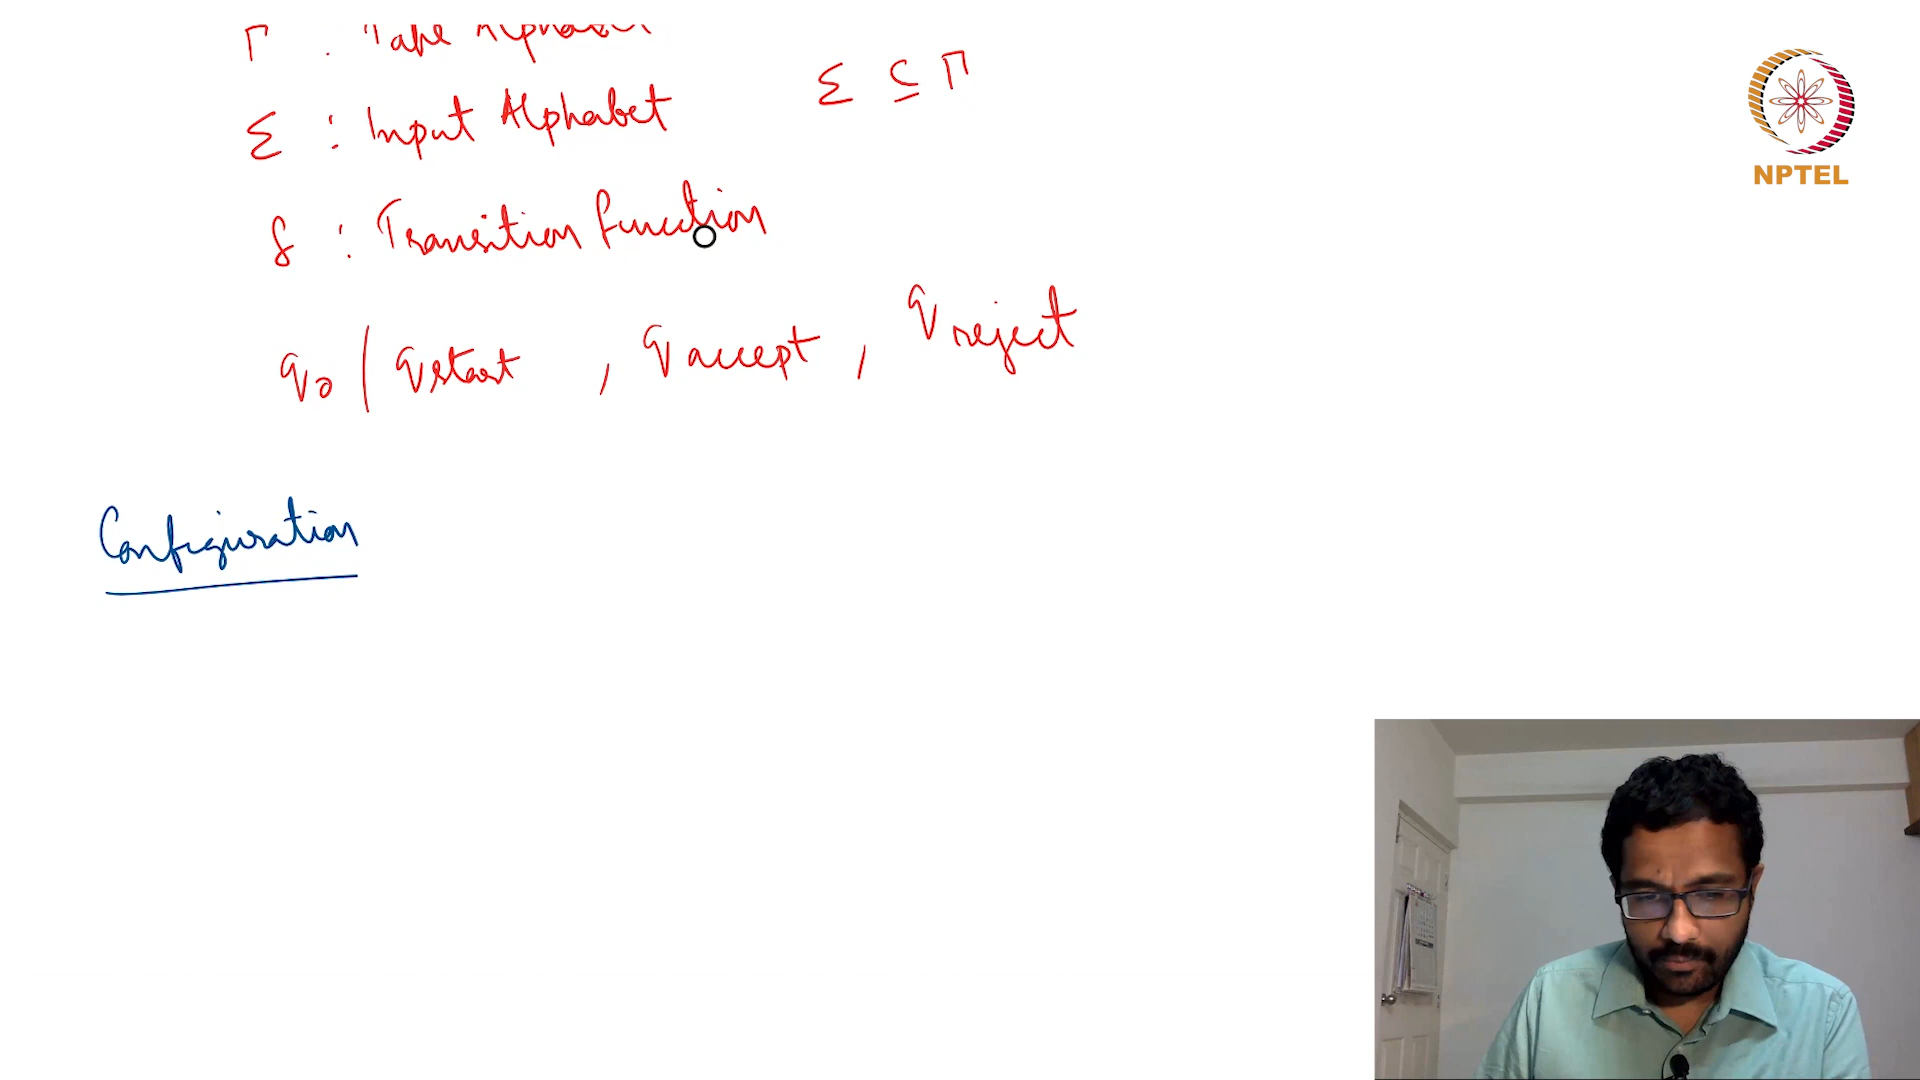 Γ : Tape Alphabet
Σ : Input Alphabet Σ ⊆ Γ
δ : Transition function
q0 / qstart , qaccept , qreject
Configuration
NPTEL